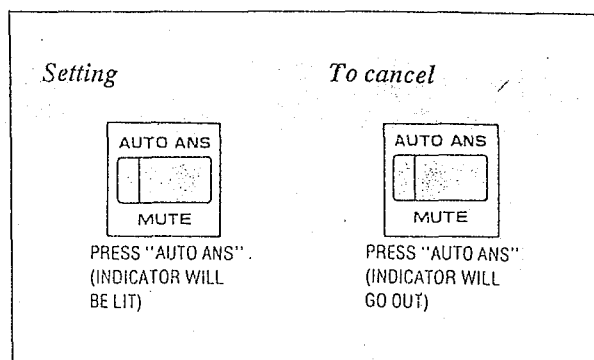 Setting
AUTO ANS
MUTE
PRESS "AUTO ANS".
(INDICATOR WILL
BE LIT)
To cancel
AUTO ANS
MUTE
PRESS "AUTO ANS"
(INDICATOR WILL
GO OUT)